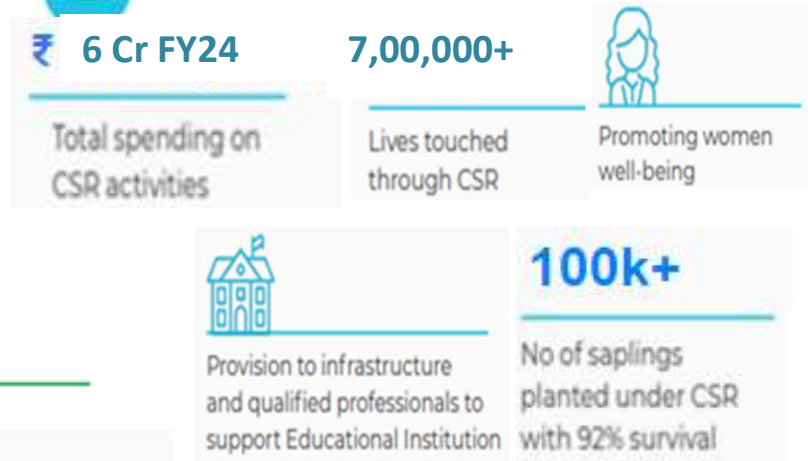 ₹ 6 Cr FY24
Total spending on
CSR activities
7,00,000+
Lives touched
through CSR
Promoting women
well-being
Provision to infrastructure
and qualified professionals to
support Educational Institution
100k+
No of saplings
planted under CSR
with 92% survival